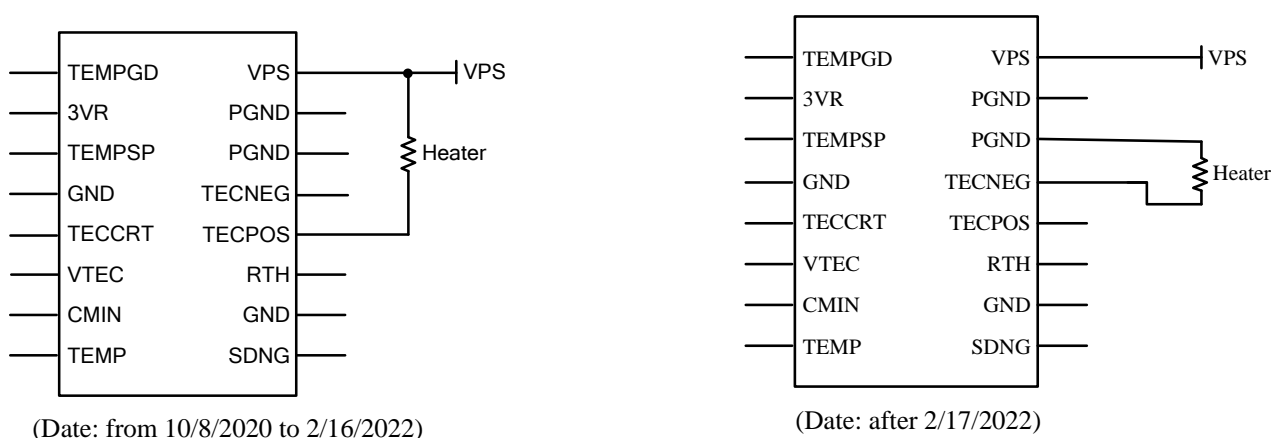 TEMPGD VPS VPS
3VR PGND
TEMPSP PGND Heater
GND TECNEG
TECCRT TECPOS
VTEC RTH
CMIN GND
TEMP SDNG
(Date: from 10/8/2020 to 2/16/2022)
TEMPGD VPS VPS
3VR PGND
TEMPSP PGND
Heater
GND TECNEG
TECCRT TECPOS
VTEC RTH
CMIN GND
TEMP SDNG
(Date: after 2/17/2022)